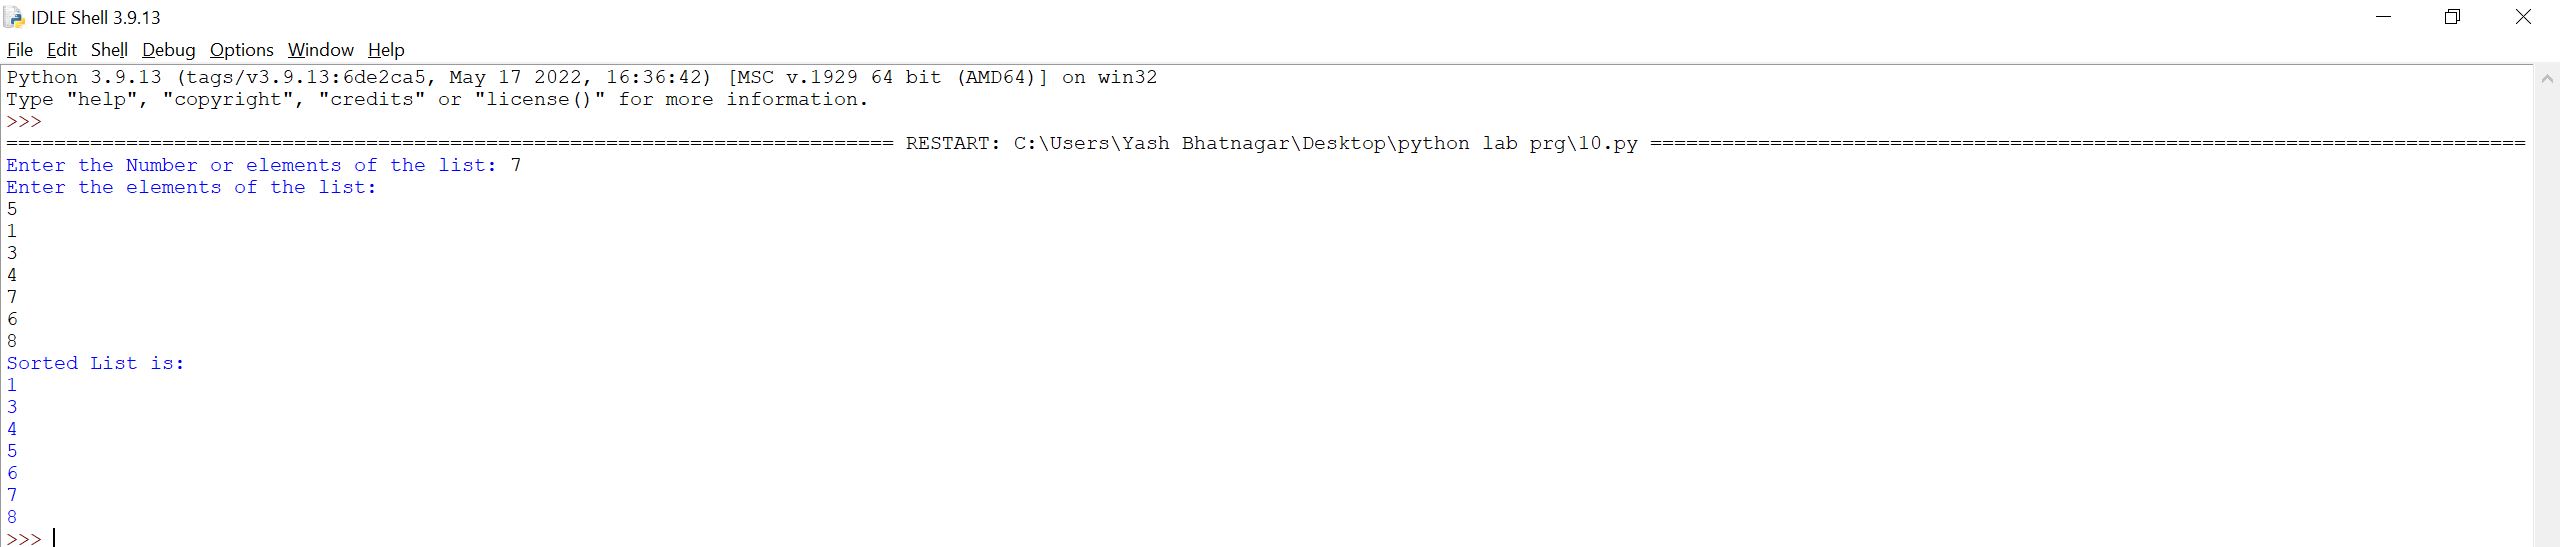 IDLE Shell 3.9.13
File Edit Shell Debug Options Window Help
Python 3.9.13 (tags/v3.9.13:6de2ca5, May 17 2022, 16:36:42) [MSC v.1929 64 bit (AMD64)] on win32
Type "help", "copyright", "credits" or "license()" for more information.
>>>
========================================================================== RESTART: C:\Users\Yash Bhatnagar\Desktop\python lab prg\10.py =========================================================================
Enter the Number or elements of the list: 7
Enter the elements of the list:
5
1
3
4
7
6
8
Sorted List is:
1
3
4
5
6
7
8
>>>